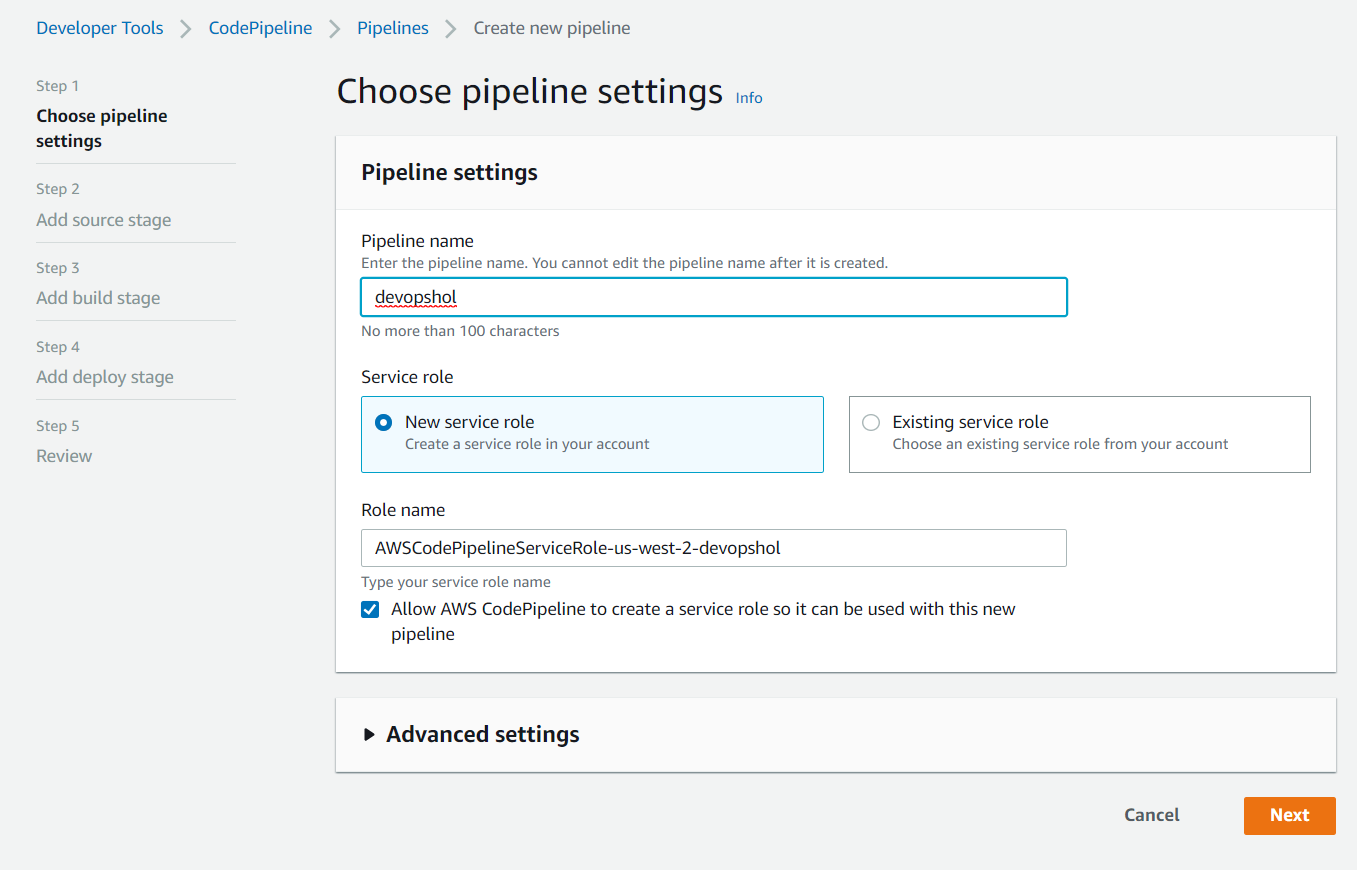 Developer Tools > CodePipeline > Pipelines > Create new pipeline
Step 1
Choose pipeline
settings
Step 2
Add source stage
Step 3
Add build stage
Step 4
Add deploy stage
Step 5
Review
Choose pipeline settings Info
Pipeline settings
Pipeline name
Enter the pipeline name. You cannot edit the pipeline name after it is created.
devopshol
No more than 100 characters
Service role
New service role
Create a service role in your account
Existing service role
Choose an existing service role from your account
Role name
AWSCodePipelineServiceRole-us-west-2-devopshol
Type your service role name
Allow AWS CodePipeline to create a service role so it can be used with this new
pipeline
Advanced settings
Cancel
Next